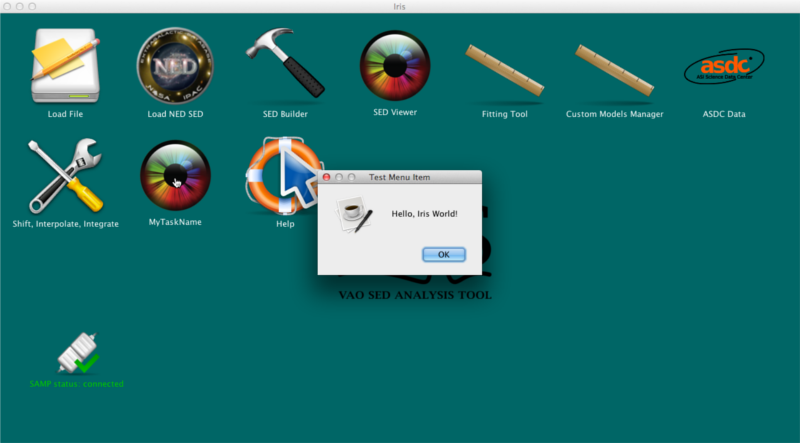 Iris
NED
NASA, IPAC
asdc
ASI Science Data Center
Load File
Load NED SED
SED Builder
SED Viewer
Fitting Tool
Custom Models Manager
ASDC Data
Test Menu Item
Hello, Iris World!
OK
Shift, Interpolate, Integrate
MyTaskName
Help
VAO SED ANALYSIS TOOL
SAMP status: connected